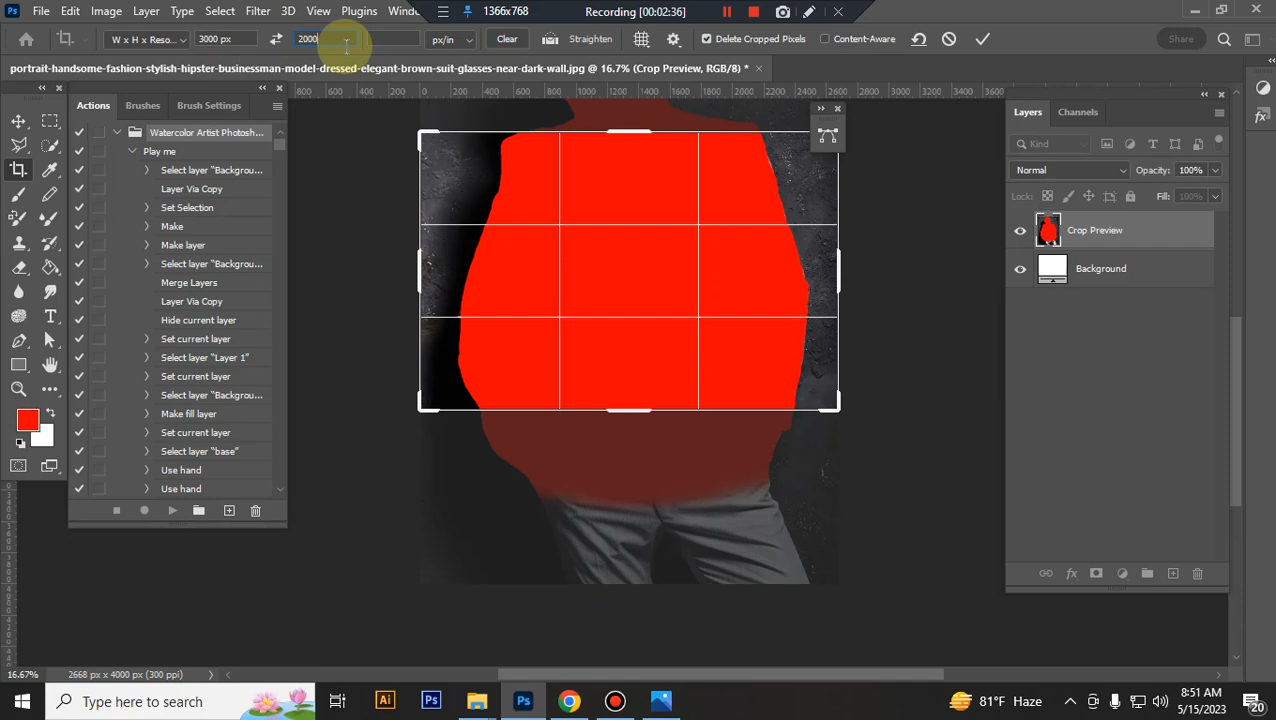 Ps File Edit Image Layer Type Select Filter 3D View Plugins Windo
1366x768 Recording [00:02:36]
W x H x Reso... 3000 px 2000 px/in Clear Straighten Delete Cropped Pixels Content-Aware Share
portrait-handsome-fashion-stylish-hipster-businessman-model-dressed-elegant-brown-suit-glasses-near-dark-wall.jpg @ 16.7% (Crop Preview, RGB/8) *
800 600 400 200 0 200 400 600 800 1000 1200 1400 1600 1800 2000 2200 2400 2600 2800 3000 3200 3400 3600
Actions Brushes Brush Settings
Watercolor Artist Photosh...
Play me
Select layer "Backgrou...
Layer Via Copy
Set Selection
Make
Make layer
Select layer "Backgrou...
Merge Layers
Layer Via Copy
Hide current layer
Set current layer
Select layer "Layer 1"
Set current layer
Select layer "Backgrou...
Make fill layer
Set current layer
Select layer "base"
Use hand
Use hand
Layers Channels
Kind
Normal Opacity: 100%
Lock: Fill: 100%
Crop Preview
Background
16.67% 2668 px x 4000 px (300 ppi)
Type here to search
Ai Ps Ps
81°F Haze
8:51 AM
5/15/2023
20